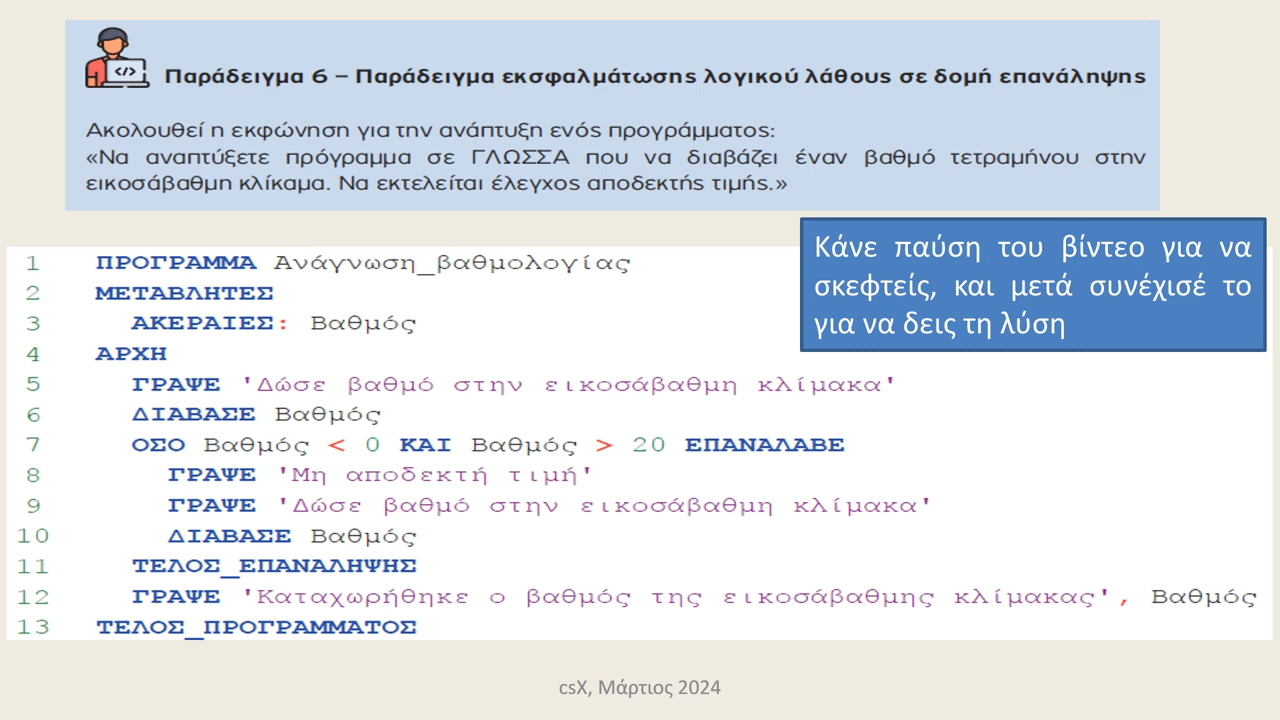 </>
Παράδειγμα 6 – Παράδειγμα εκσφαλμάτωσης λογικού λάθους σε δομή επανάληψης
Ακολουθεί η εκφώνηση για την ανάπτυξη ενός προγράμματος:
«Να αναπτύξετε πρόγραμμα σε ΓΛΩΣΣΑ που να διαβάζει έναν βαθμό τετραμήνου στην
εικοσάβαθμη κλίκαμα. Να εκτελείται έλεγχος αποδεκτής τιμής.»
Κάνε παύση του βίντεο για να
σκεφτείς, και μετά συνέχισέ το
για να δεις τη λύση
1 ΠΡΟΓΡΑΜΜΑ Ανάγνωση_βαθμολογίας
2 ΜΕΤΑΒΛΗΤΕΣ
3 ΑΚΕΡΑΙΕΣ: Βαθμός
4 ΑΡΧΗ
5 ΓΡΑΨΕ 'Δώσε βαθμό στην εικοσάβαθμη κλίμακα'
6 ΔΙΑΒΑΣΕ Βαθμός
7 ΟΣΟ Βαθμός < 0 ΚΑΙ Βαθμός > 20 ΕΠΑΝΑΛΑΒΕ
8 ΓΡΑΨΕ 'Μη αποδεκτή τιμή'
9 ΓΡΑΨΕ 'Δώσε βαθμό στην εικοσάβαθμη κλίμακα'
10 ΔΙΑΒΑΣΕ Βαθμός
11 ΤΕΛΟΣ_ΕΠΑΝΑΛΗΨΗΣ
12 ΓΡΑΨΕ 'Καταχωρήθηκε ο βαθμός της εικοσάβαθμης κλίμακας', Βαθμός
13 ΤΕΛΟΣ_ΠΡΟΓΡΑΜΜΑΤΟΣ
csX, Μάρτιος 2024